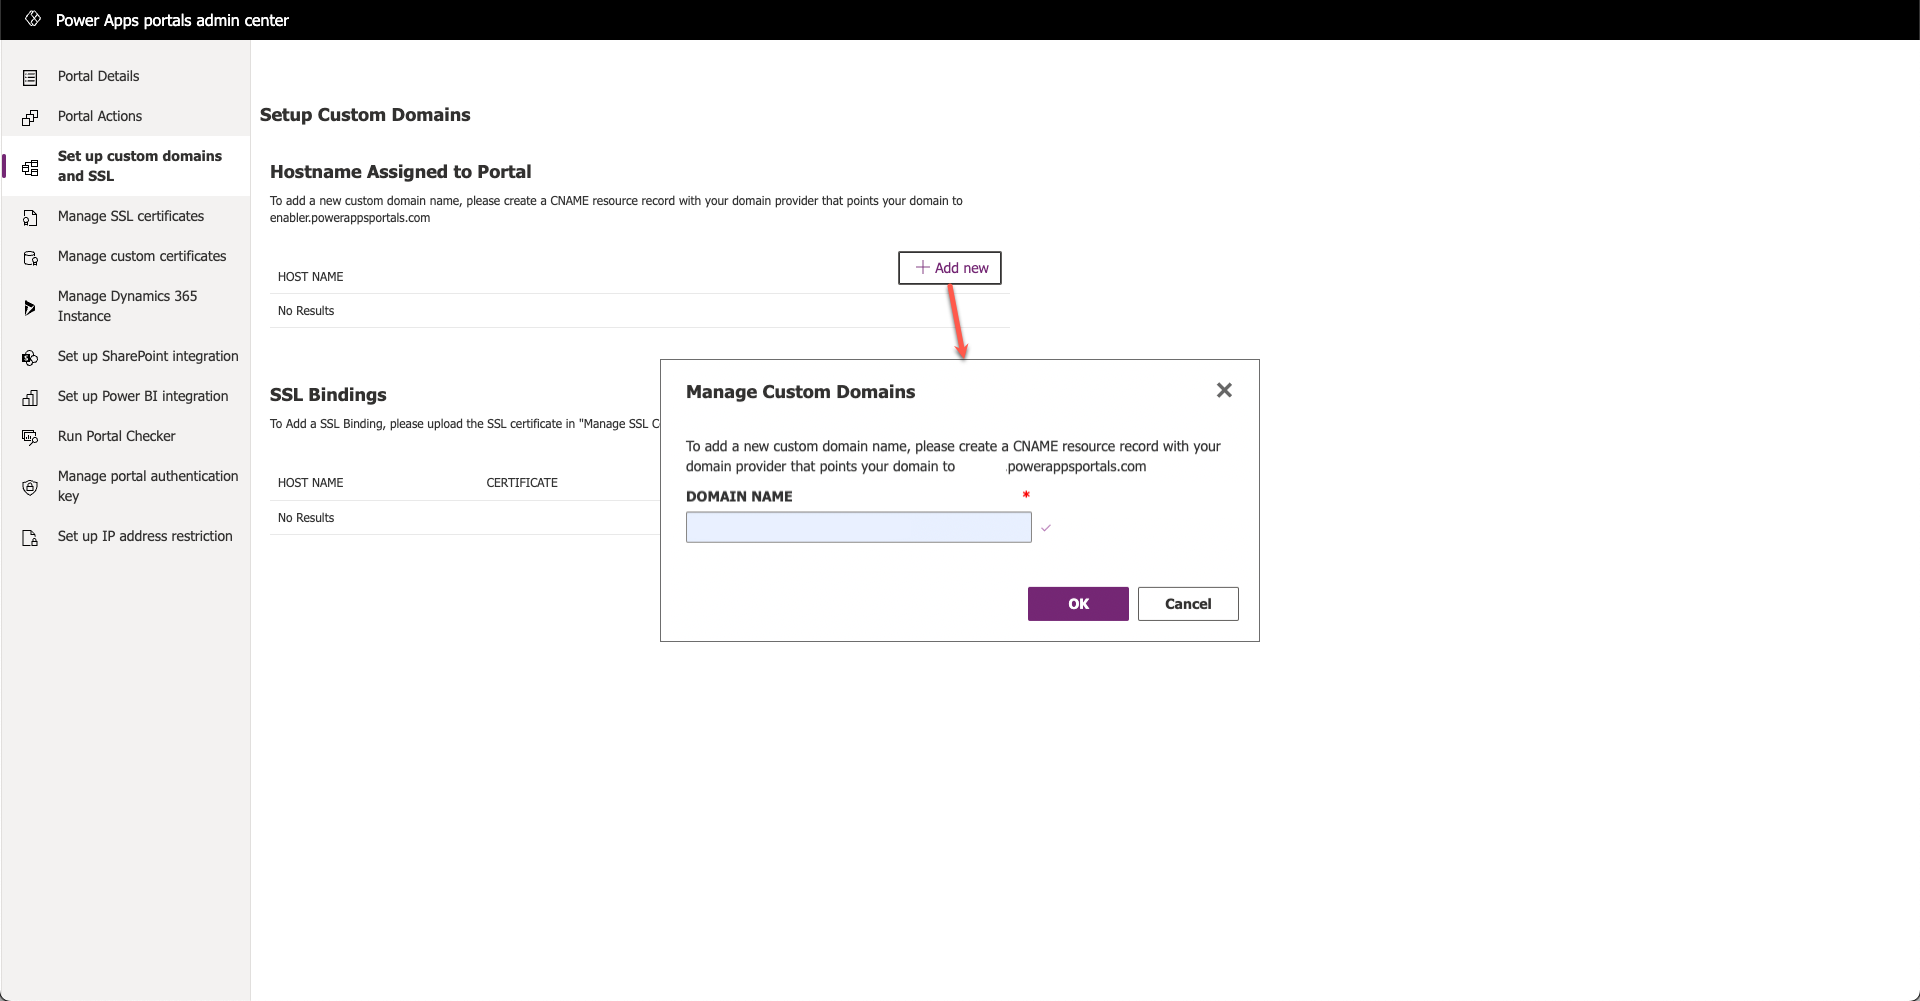 Power Apps portals admin center
Portal Details
Portal Actions
Set up custom domains
and SSL
Manage SSL certificates
Manage custom certificates
Manage Dynamics 365
Instance
Set up SharePoint integration
Set up Power BI integration
Run Portal Checker
Manage portal authentication
key
Set up IP address restriction
Setup Custom Domains
Hostname Assigned to Portal
To add a new custom domain name, please create a CNAME resource record with your domain provider that points your domain to
enabler.powerappsportals.com
HOST NAME
+ Add new
No Results
SSL Bindings
To Add a SSL Binding, please upload the SSL certificate in "Manage SSL C
HOST NAME CERTIFICATE
No Results
Manage Custom Domains
To add a new custom domain name, please create a CNAME resource record with your
domain provider that points your domain to .powerappsportals.com
DOMAIN NAME *
OK Cancel